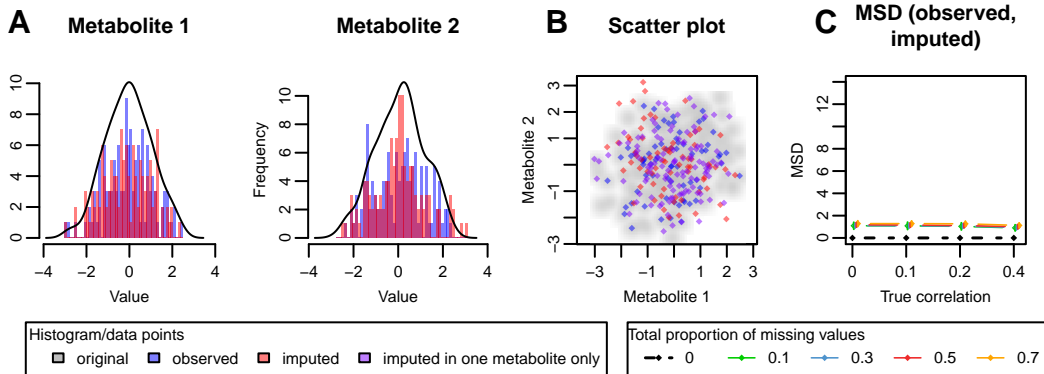 A
Metabolite 1
Metabolite 2
B
Scatter plot
C
MSD (observed,
imputed)
10
8
6
4
2
0
−4
−2
0
2
4
Value
Frequency
10
8
6
4
2
0
−4
−2
0
2
4
Value
Metabolite 2
3
2
1
−1
−3
−3
−1
0
1
2
3
Metabolite 1
MSD
12
8
6
4
2
0
0
0.1
0.2
0.4
True correlation
Histogram/data points
original observed imputed imputed in one metabolite only
Total proportion of missing values
0 0.1 0.3 0.5 0.7